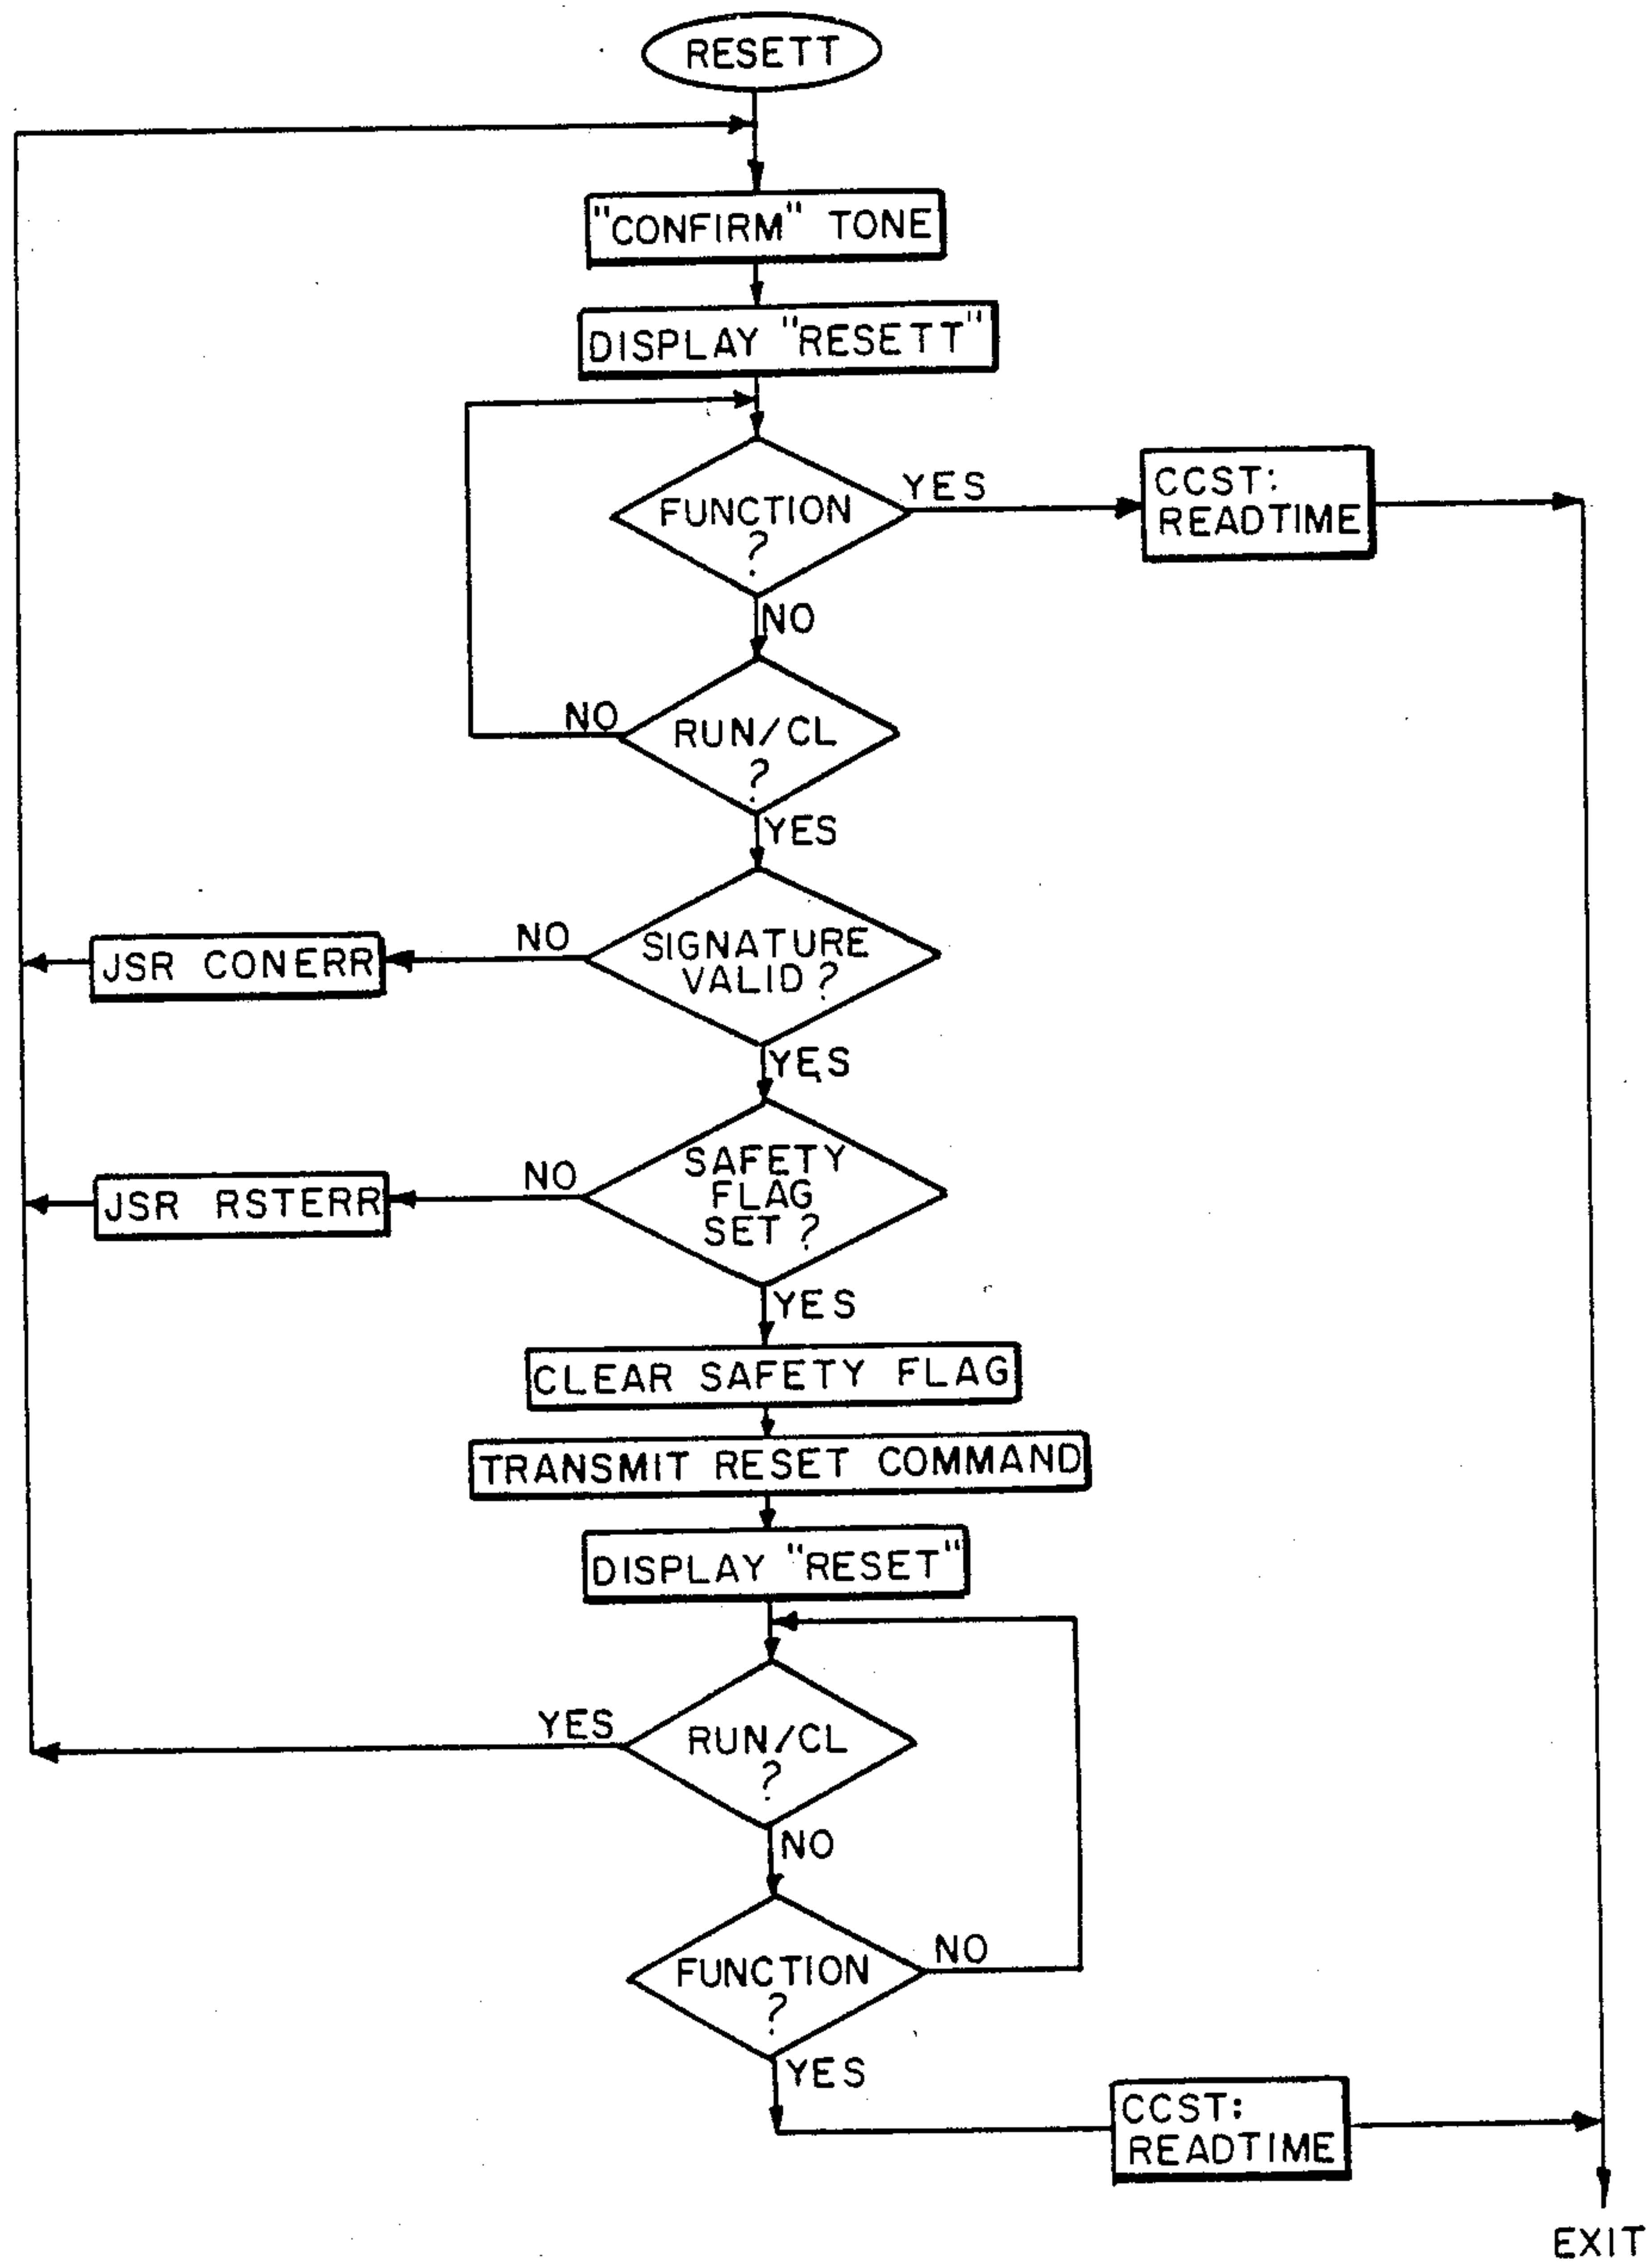 RESETT
"CONFIRM" TONE
DISPLAY "RESETT"
FUNCTION
?
YES
CCST:
READTIME
NO
RUN/CL
?
NO
YES
SIGNATURE
VALID?
NO
JSR CONERR
YES
SAFETY
FLAG
SET?
NO
JSR RSTERR
YES
CLEAR SAFETY FLAG
TRANSMIT RESET COMMAND
DISPLAY "RESET"
RUN/CL
?
YES
NO
FUNCTION
?
NO
YES
CCST:
READTIME
EXIT